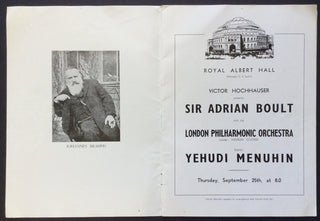 JOHANNES BRAHMS
ROYAL ALBERT HALL
VICTOR HOCHHAUSER
SIR ADRIAN BOULT
LONDON PHILHARMONIC ORCHESTRA
YEHUDI MENUHIN
Thursday, September 25th, at 8.0